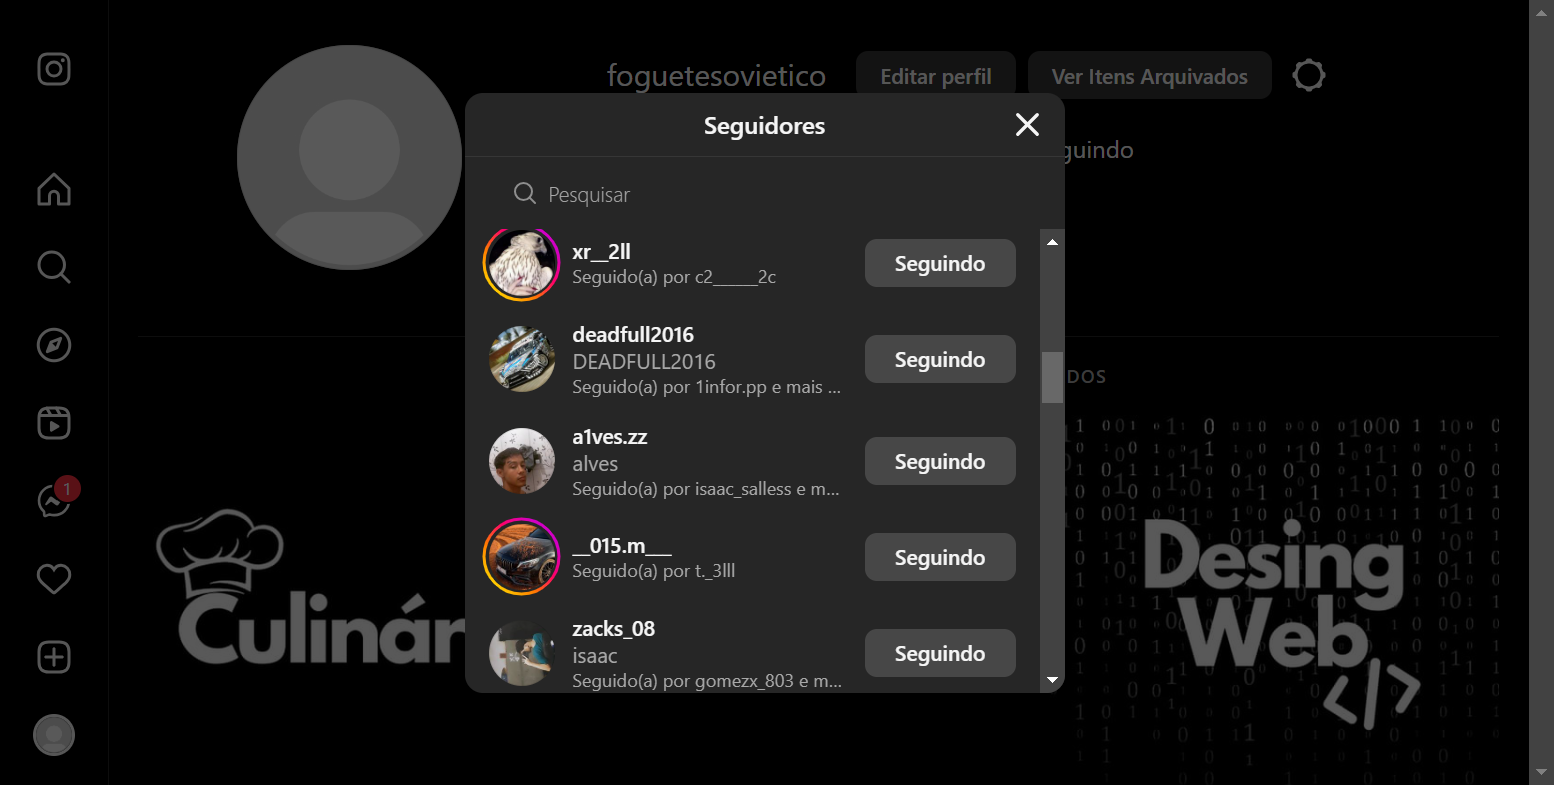 foguetesovietico
Editar perfil
Ver Itens Arquivados
Seguidores
guindo
Pesquisar
xr__2ll
Seguido(a) por c2_____2c
Seguindo
deadfull2016
DEADFULL2016
Seguido(a) por 1infor.pp e mais ...
Seguindo
DOS
a1ves.zz
alves
Seguido(a) por isaac_salless e m...
Seguindo
1
__015.m___
Seguido(a) por t._3lll
Seguindo
zacks_08
isaac
Seguido(a) por gomezx_803 e m...
Seguindo
Culinár
Desing
Web
</>